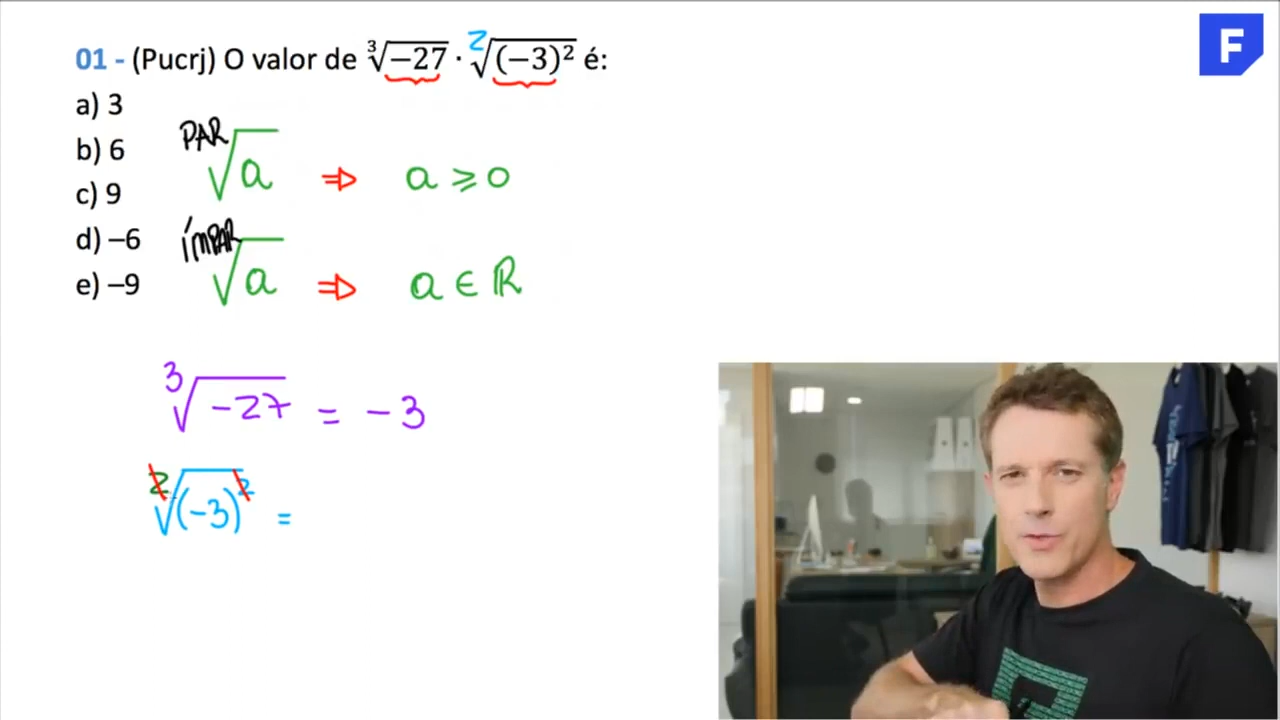 01 - (Pucrj) O valor de ∛−27 · ²√(−3)² é:
a) 3
b) 6
c) 9
d) –6
e) –9
PAR √a ⇒ a ⩾ 0
ÍMPAR √a ⇒ a ∈ ℝ
³√-27 = -3
²√(-3)² =
F